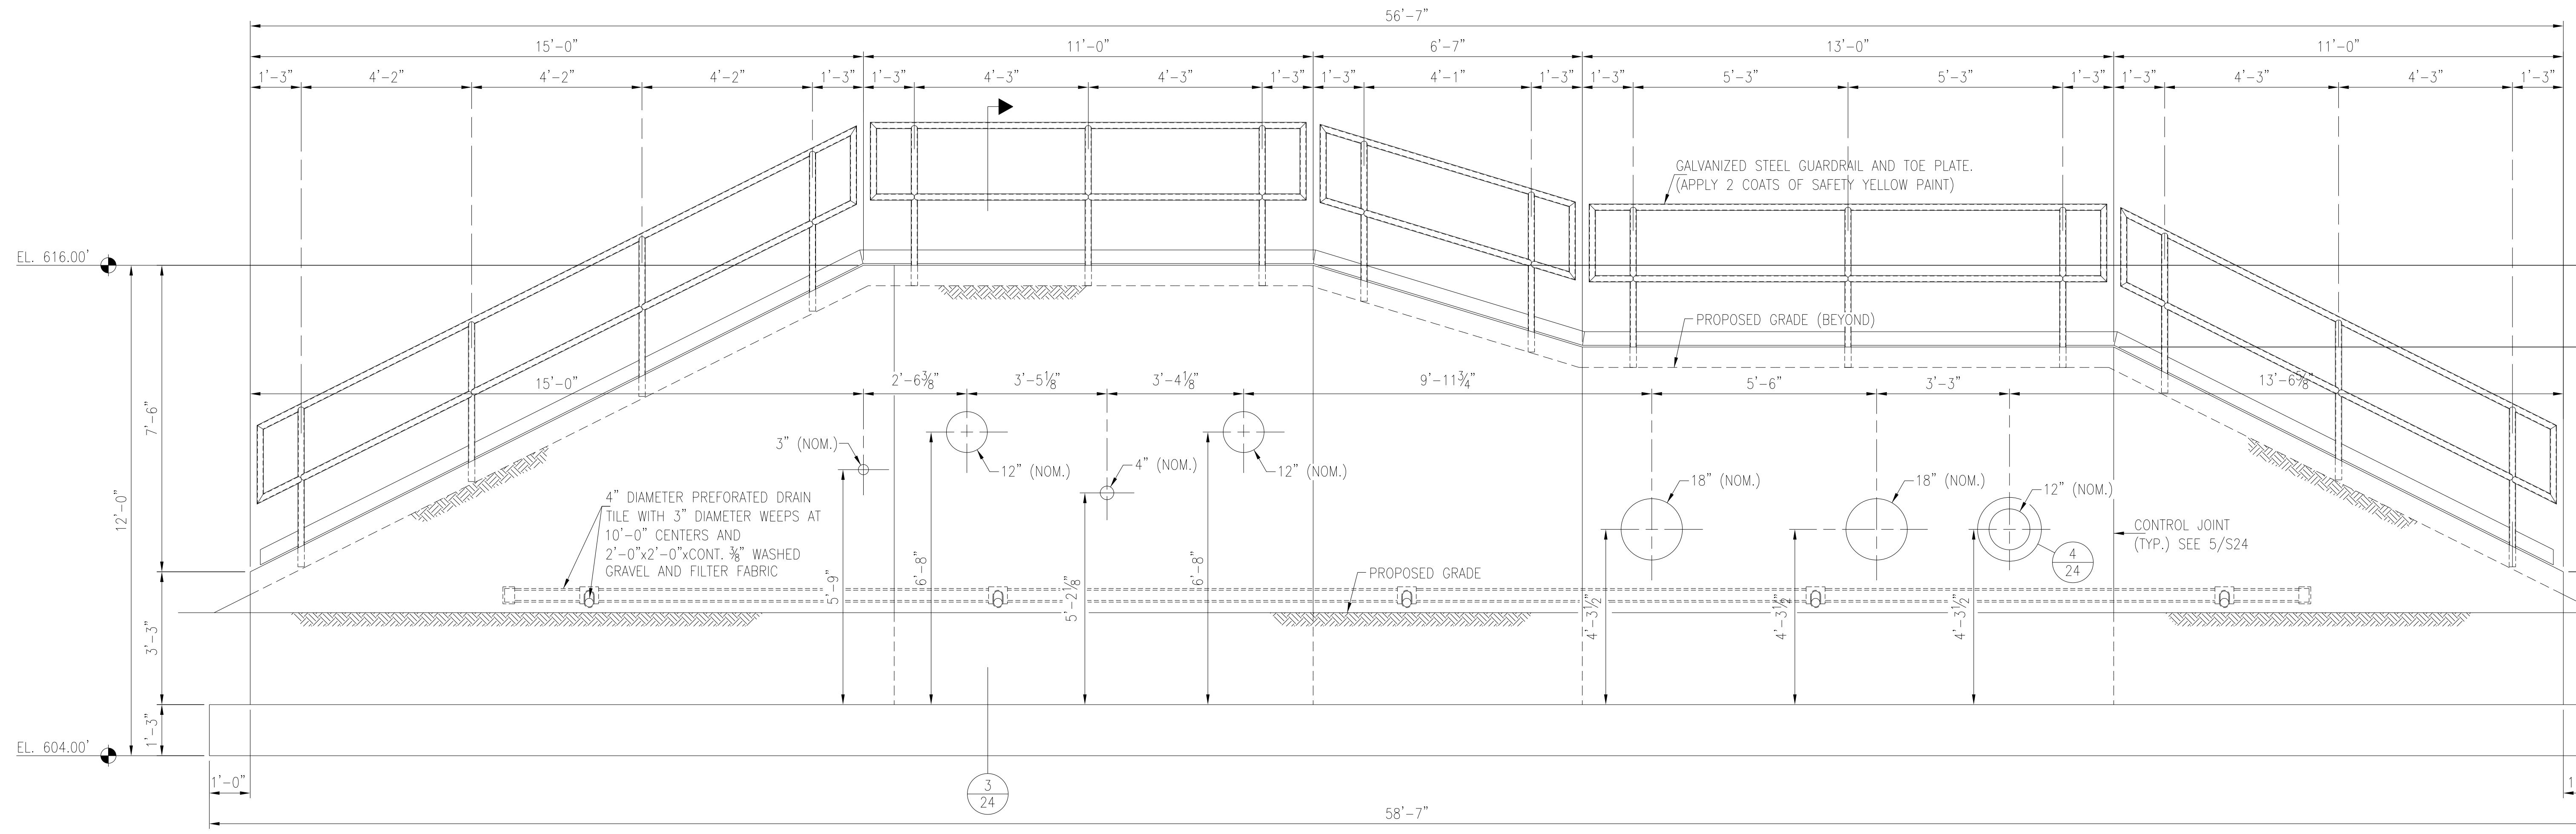 56'-7"
15'-0"
11'-0"
6'-7"
13'-0"
11'-0"
1'-3"
4'-2"
4'-2"
4'-2"
1'-3"
1'-3"
4'-3"
4'-3"
1'-3"
1'-3"
4'-1"
1'-3"
1'-3"
5'-3"
5'-3"
1'-3"
1'-3"
4'-3"
4'-3"
1'-3"
GALVANIZED STEEL GUARDRAIL AND TOE PLATE.
(APPLY 2 COATS OF SAFETY YELLOW PAINT)
EL. 616.00'
PROPOSED GRADE (BEYOND)
15'-0"
2'-6⅜"
3'-5⅛"
3'-4⅛"
9'-11¾"
5'-6"
3'-3"
13'-6⅝"
7'-6"
12'-0"
3'-3"
1'-3"
3" (NOM.)
12" (NOM.)
4" (NOM.)
12" (NOM.)
18" (NOM.)
18" (NOM.)
12" (NOM.)
4" DIAMETER PREFORATED DRAIN
TILE WITH 3" DIAMETER WEEPS AT
10'-0" CENTERS AND
2'-0"x2'-0"xCONT. ⅜" WASHED
GRAVEL AND FILTER FABRIC
CONTROL JOINT
(TYP.) SEE 5/S24
4
24
5'-9"
6'-8"
5'-2⅛"
6'-8"
4'-3½"
4'-3½"
4'-3½"
PROPOSED GRADE
EL. 604.00'
1'-0"
3
24
1
58'-7"